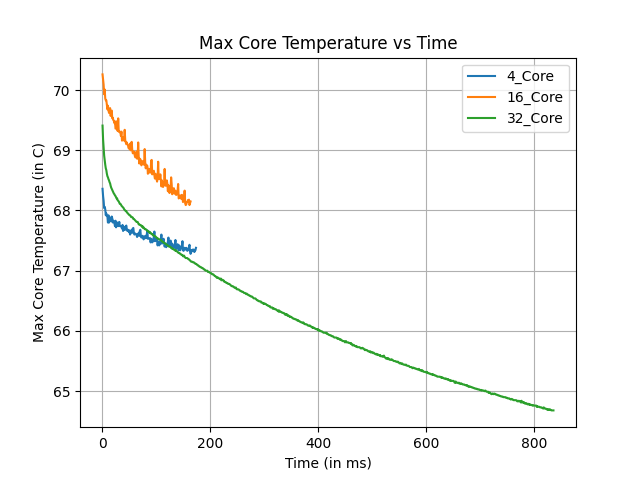 Max Core Temperature vs Time
4_Core
16_Core
32_Core
Max Core Temperature (in C)
70
69
68
67
66
65
0 200 400 600 800
Time (in ms)